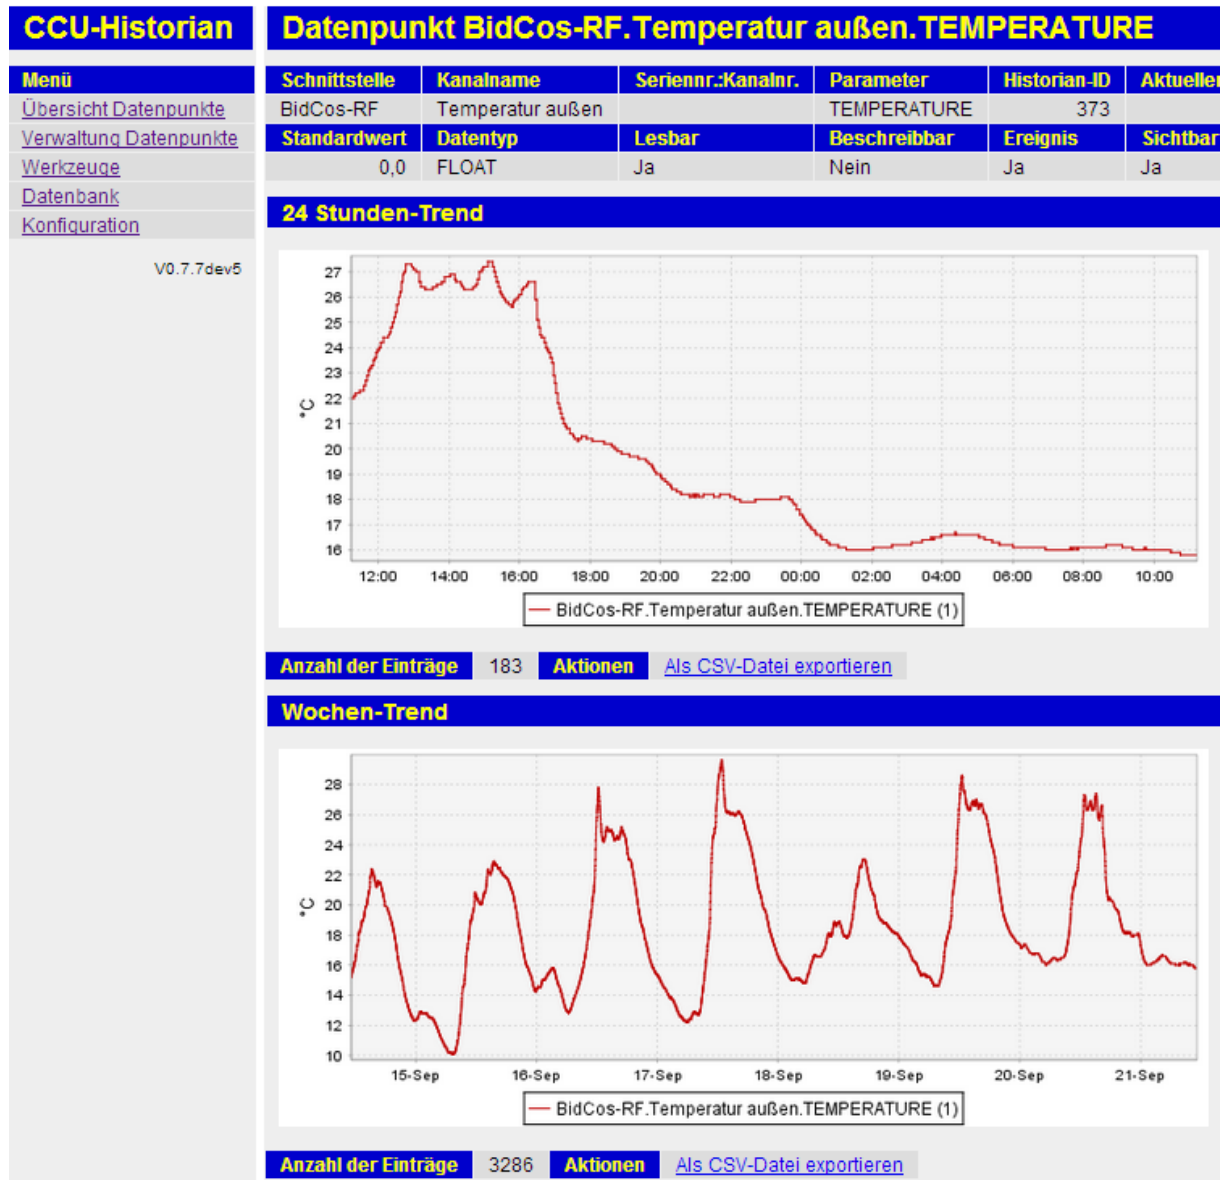 CCU-Historian
Datenpunkt BidCos-RF.Temperatur außen.TEMPERATURE
Menü
Übersicht Datenpunkte
Verwaltung Datenpunkte
Werkzeuge
Datenbank
Konfiguration
V0.7.7dev5
Schnittstelle Kanalname Seriennr.:Kanalnr. Parameter Historian-ID Aktueller
BidCos-RF Temperatur außen TEMPERATURE 373
Standardwert Datentyp Lesbar Beschreibbar Ereignis Sichtbar
0,0 FLOAT Ja Nein Ja Ja
24 Stunden-Trend
27
26
25
24
23
22
21
20
19
18
17
16
°C
12:00 14:00 16:00 18:00 20:00 22:00 00:00 02:00 04:00 06:00 08:00 10:00
BidCos-RF.Temperatur außen.TEMPERATURE (1)
Anzahl der Einträge 183 Aktionen Als CSV-Datei exportieren
Wochen-Trend
28
26
24
22
20
18
16
14
12
10
°C
15-Sep 16-Sep 17-Sep 18-Sep 19-Sep 20-Sep 21-Sep
BidCos-RF.Temperatur außen.TEMPERATURE (1)
Anzahl der Einträge 3286 Aktionen Als CSV-Datei exportieren